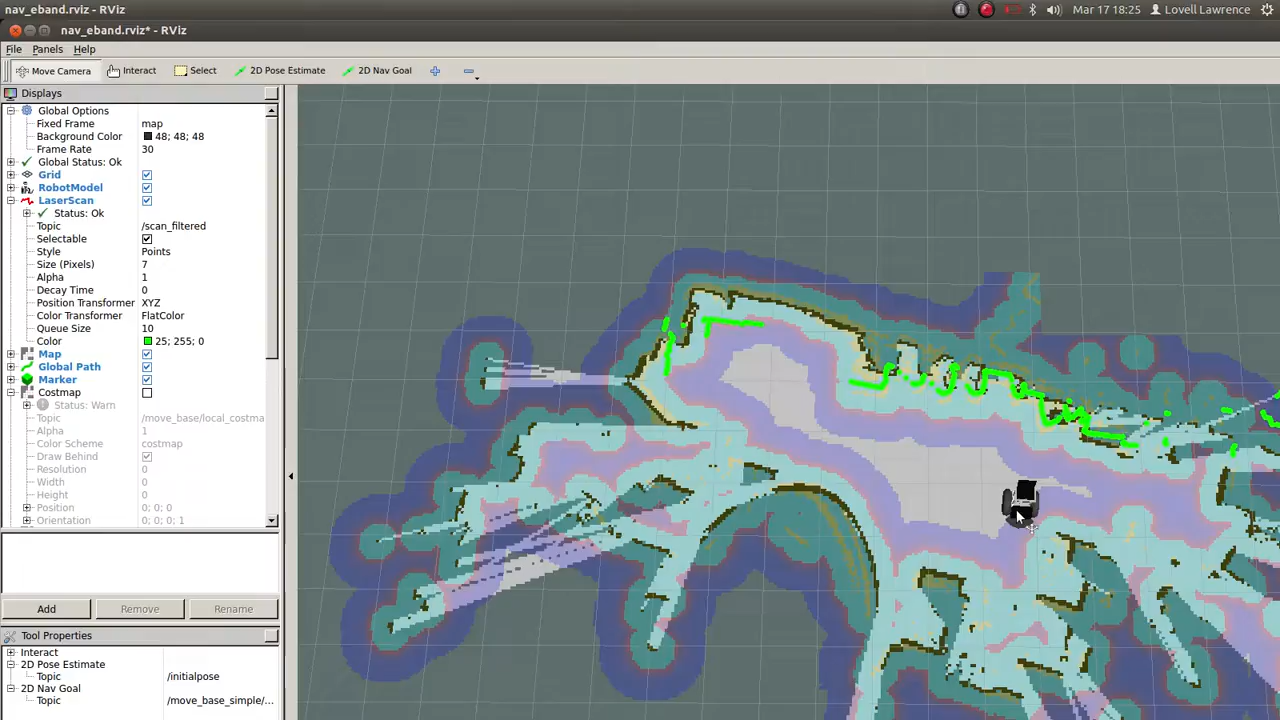 nav_eband.rviz - RViz
Mar 17 18:25 Lovell Lawrence
nav_eband.rviz* - RViz
File Panels Help
Move Camera Interact Select 2D Pose Estimate 2D Nav Goal
Displays
Global Options
Fixed Frame map
Background Color 48; 48; 48
Frame Rate 30
Global Status: Ok
Grid
RobotModel
LaserScan
Status: Ok
Topic /scan_filtered
Selectable
Style Points
Size (Pixels) 7
Alpha 1
Decay Time 0
Position Transformer XYZ
Color Transformer FlatColor
Queue Size 10
Color 25; 255; 0
Map
Global Path
Marker
Costmap
Status: Warn
Topic /move_base/local_costma
Alpha 1
Color Scheme costmap
Draw Behind
Resolution 0
Width 0
Height 0
Position 0; 0; 0
Orientation 0; 0; 0; 1
Add Remove Rename
Tool Properties
Interact
2D Pose Estimate
Topic /initialpose
2D Nav Goal
Topic /move_base_simple/...